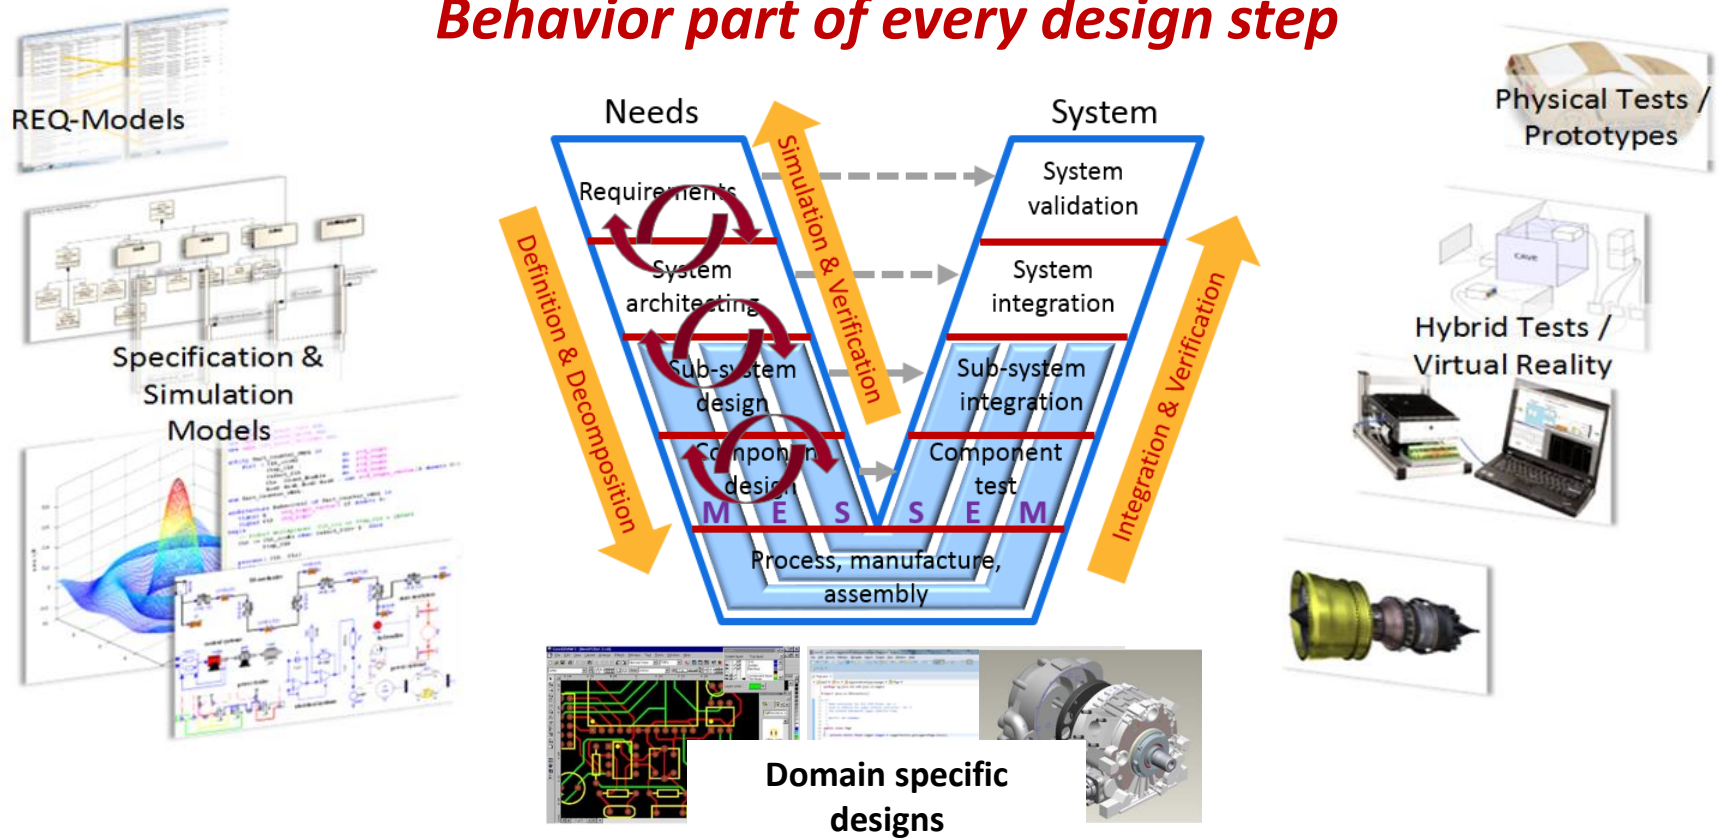 Behavior part of every design step
REQ-Models
Needs
System
Physical Tests /
Prototypes
Requirements
System
validation
Simulation & Verification
System
architecting
System
integration
Definition & Decomposition
Integration & Verification
Specification &
Simulation
Models
CAVE
Hybrid Tests /
Virtual Reality
Sub-system
design
Sub-system
integration
Component
design
Component
test
M E S S E M
Process, manufacture,
assembly
Domain specific
designs